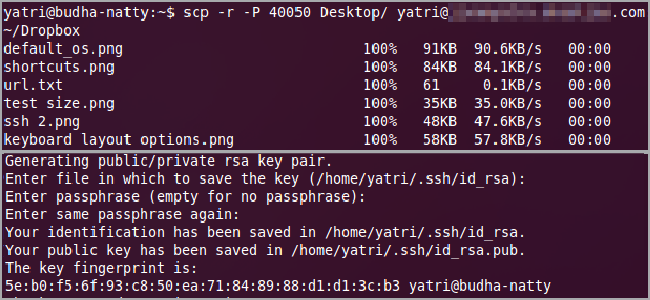 yatri@budha-natty:~$ scp -r -P 40050 Desktop/ yatri@ .com
~/Dropbox
default_os.png 100% 91KB 90.6KB/s 00:00
shortcuts.png 100% 84KB 84.1KB/s 00:00
url.txt 100% 61 0.1KB/s 00:00
test size.png 100% 35KB 35.0KB/s 00:00
ssh 2.png 100% 48KB 47.6KB/s 00:00
keyboard layout options.png 100% 58KB 57.8KB/s 00:00
Generating public/private rsa key pair.
Enter file in which to save the key (/home/yatri/.ssh/id_rsa):
Enter passphrase (empty for no passphrase):
Enter same passphrase again:
Your identification has been saved in /home/yatri/.ssh/id_rsa.
Your public key has been saved in /home/yatri/.ssh/id_rsa.pub.
The key fingerprint is:
5e:b0:f5:6f:93:c8:50:ea:71:84:89:88:d1:d1:3c:b3 yatri@budha-natty